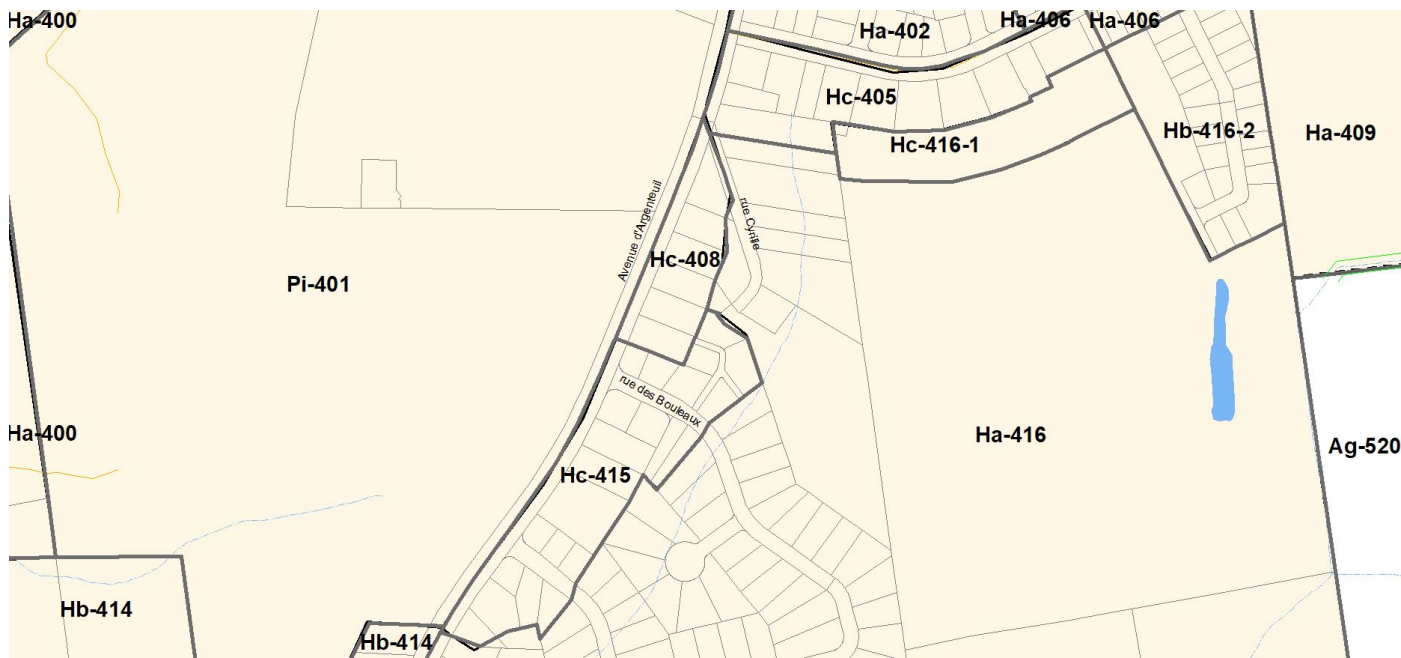 Ha-400
Ha-402
Ha-406
Ha-406
Hc-405
Hc-416-1
Hb-416-2
Ha-409
Avenue d'Argenteuil
rue Cyrille
Hc-408
Pi-401
rue des Bouleaux
Ha-400
Ha-416
Ag-520
Hc-415
Hb-414
Hb-414